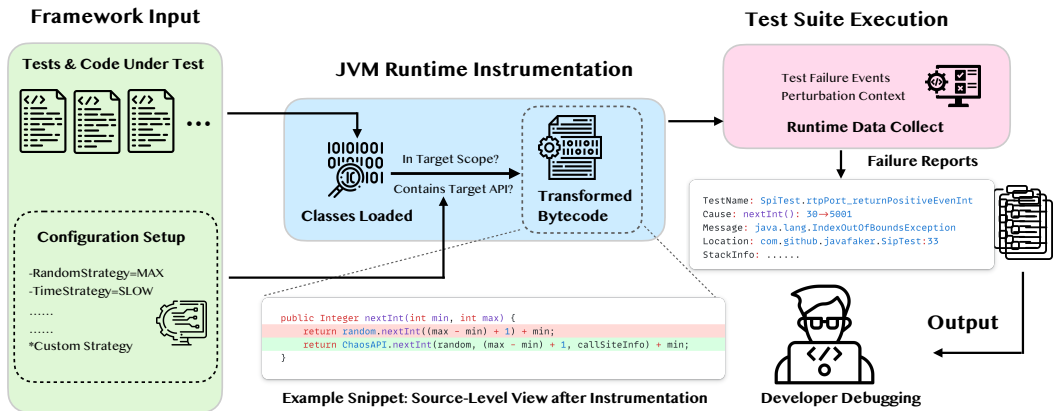 Framework Input
Tests & Code Under Test
...
Configuration Setup
-RandomStrategy=MAX
-TimeStrategy=SLOW
......
......
*Custom Strategy
JVM Runtime Instrumentation
10101001
Classes Loaded
In Target Scope?
Contains Target API?
Transformed
Bytecode
public Integer nextInt(int min, int max) {
return random.nextInt((max - min) + 1) + min;
return ChaosAPI.nextInt(random, (max - min) + 1, callSiteInfo) + min;
}
Example Snippet: Source-Level View after Instrumentation
Test Suite Execution
Test Failure Events
Perturbation Context
Runtime Data Collect
Failure Reports
TestName: SpiTest.rtpPort_returnPositiveEvenInt
Cause: nextInt(): 30→5001
Message: java.lang.IndexOutOfBoundsException
Location: com.github.javafaker.SipTest:33
StackInfo: ......
Output
Developer Debugging